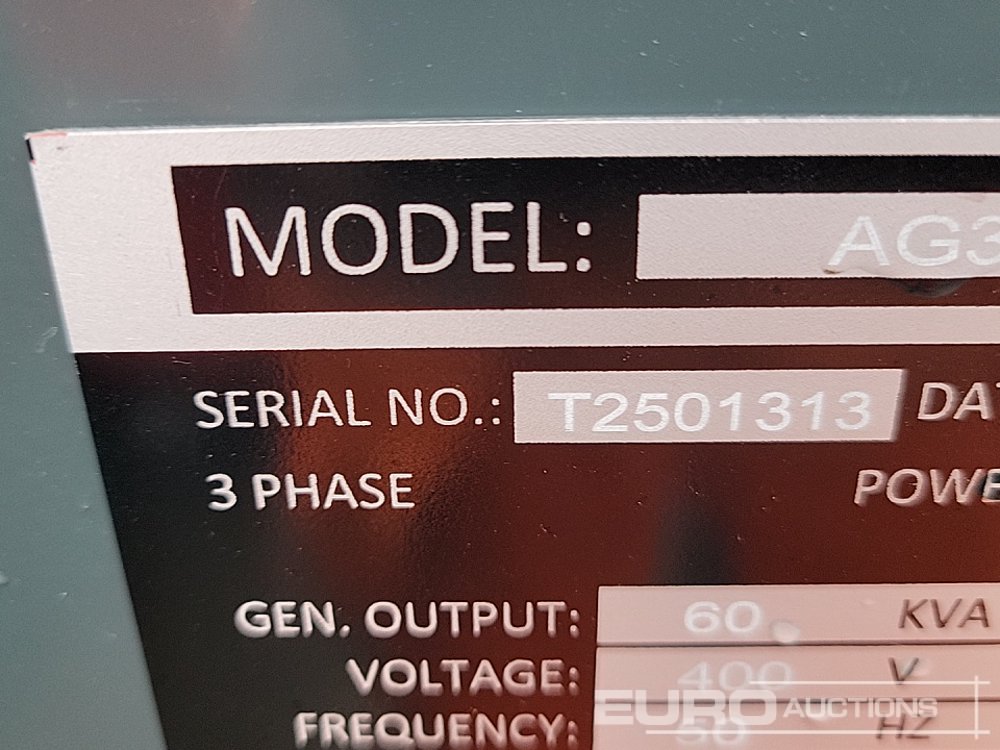 MODEL: AG3
SERIAL NO.: T2501313 DA
3 PHASE POWE
GEN. OUTPUT: 60 KVA
VOLTAGE: 400 V
FREQUENCY: 50 HZ
EURO AUCTIONS